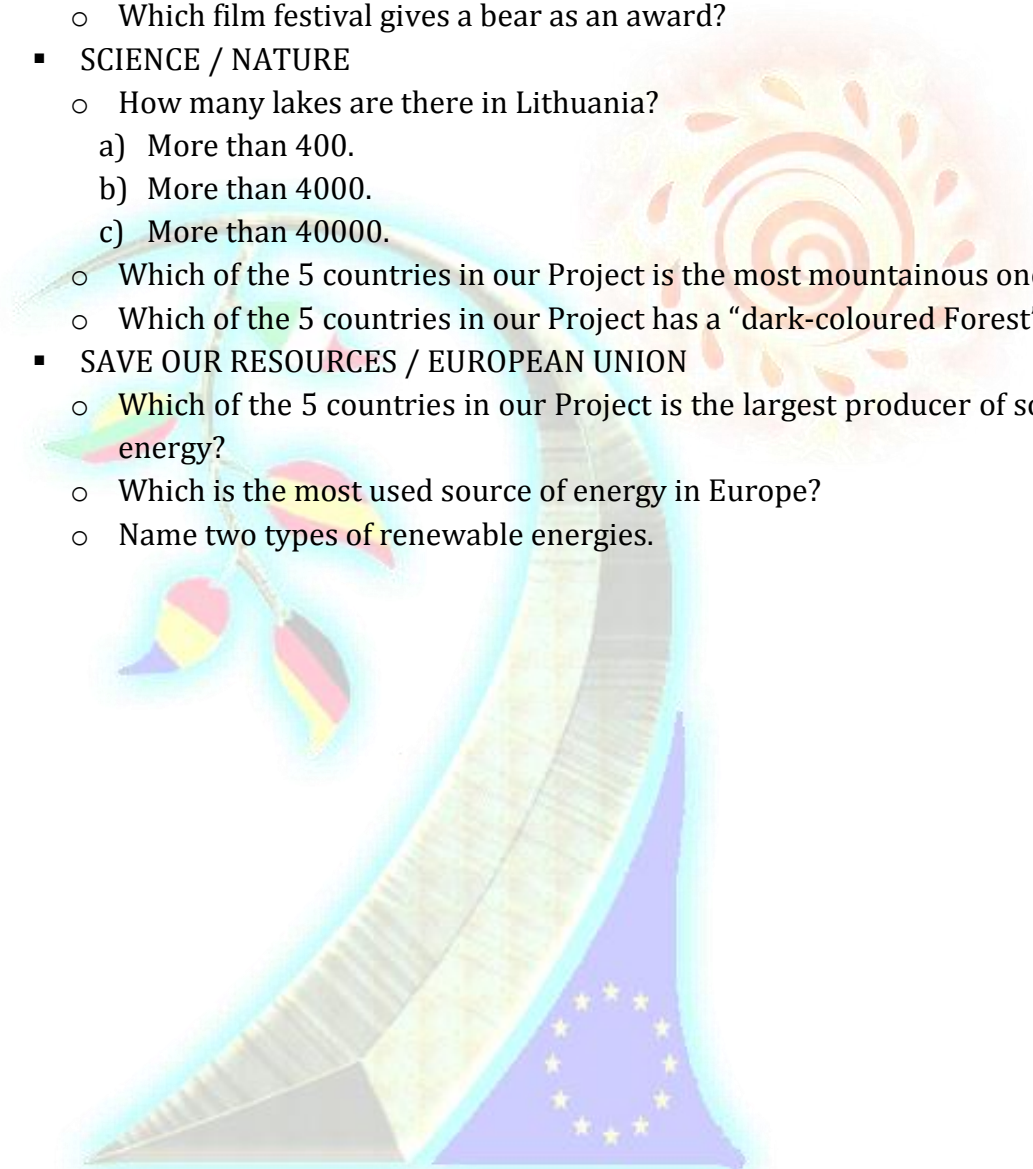 o Which film festival gives a bear as an award?
▪ SCIENCE / NATURE
o How many lakes are there in Lithuania?
a) More than 400.
b) More than 4000.
c) More than 40000.
o Which of the 5 countries in our Project is the most mountainous
o Which of the 5 countries in our Project has a “dark-coloured Forest”
▪ SAVE OUR RESOURCES / EUROPEAN UNION
o Which of the 5 countries in our Project is the largest producer of
energy?
o Which is the most used source of energy in Europe?
o Name two types of renewable energies.